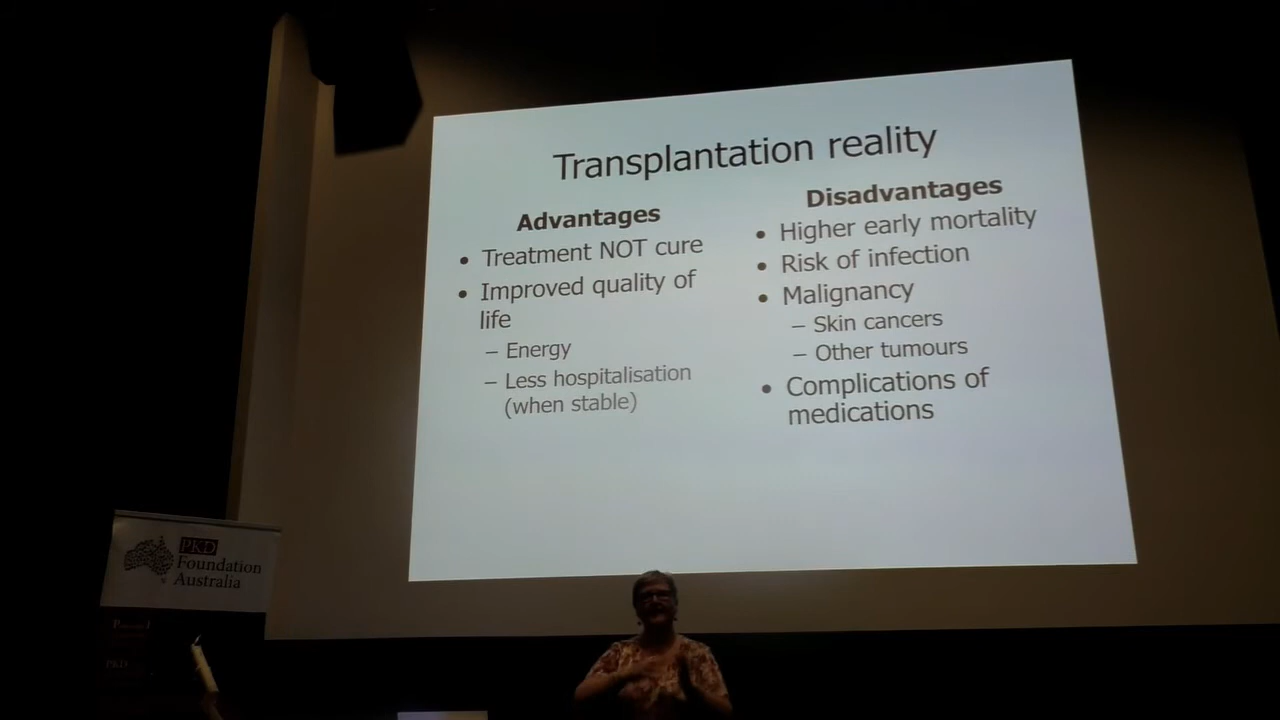 Transplantation reality
Advantages
• Treatment NOT cure
• Improved quality of
life
– Energy
– Less hospitalisation
(when stable)
Disadvantages
• Higher early mortality
• Risk of infection
• Malignancy
– Skin cancers
– Other tumours
• Complications of
medications
PKD
Foundation
Australia
PKD